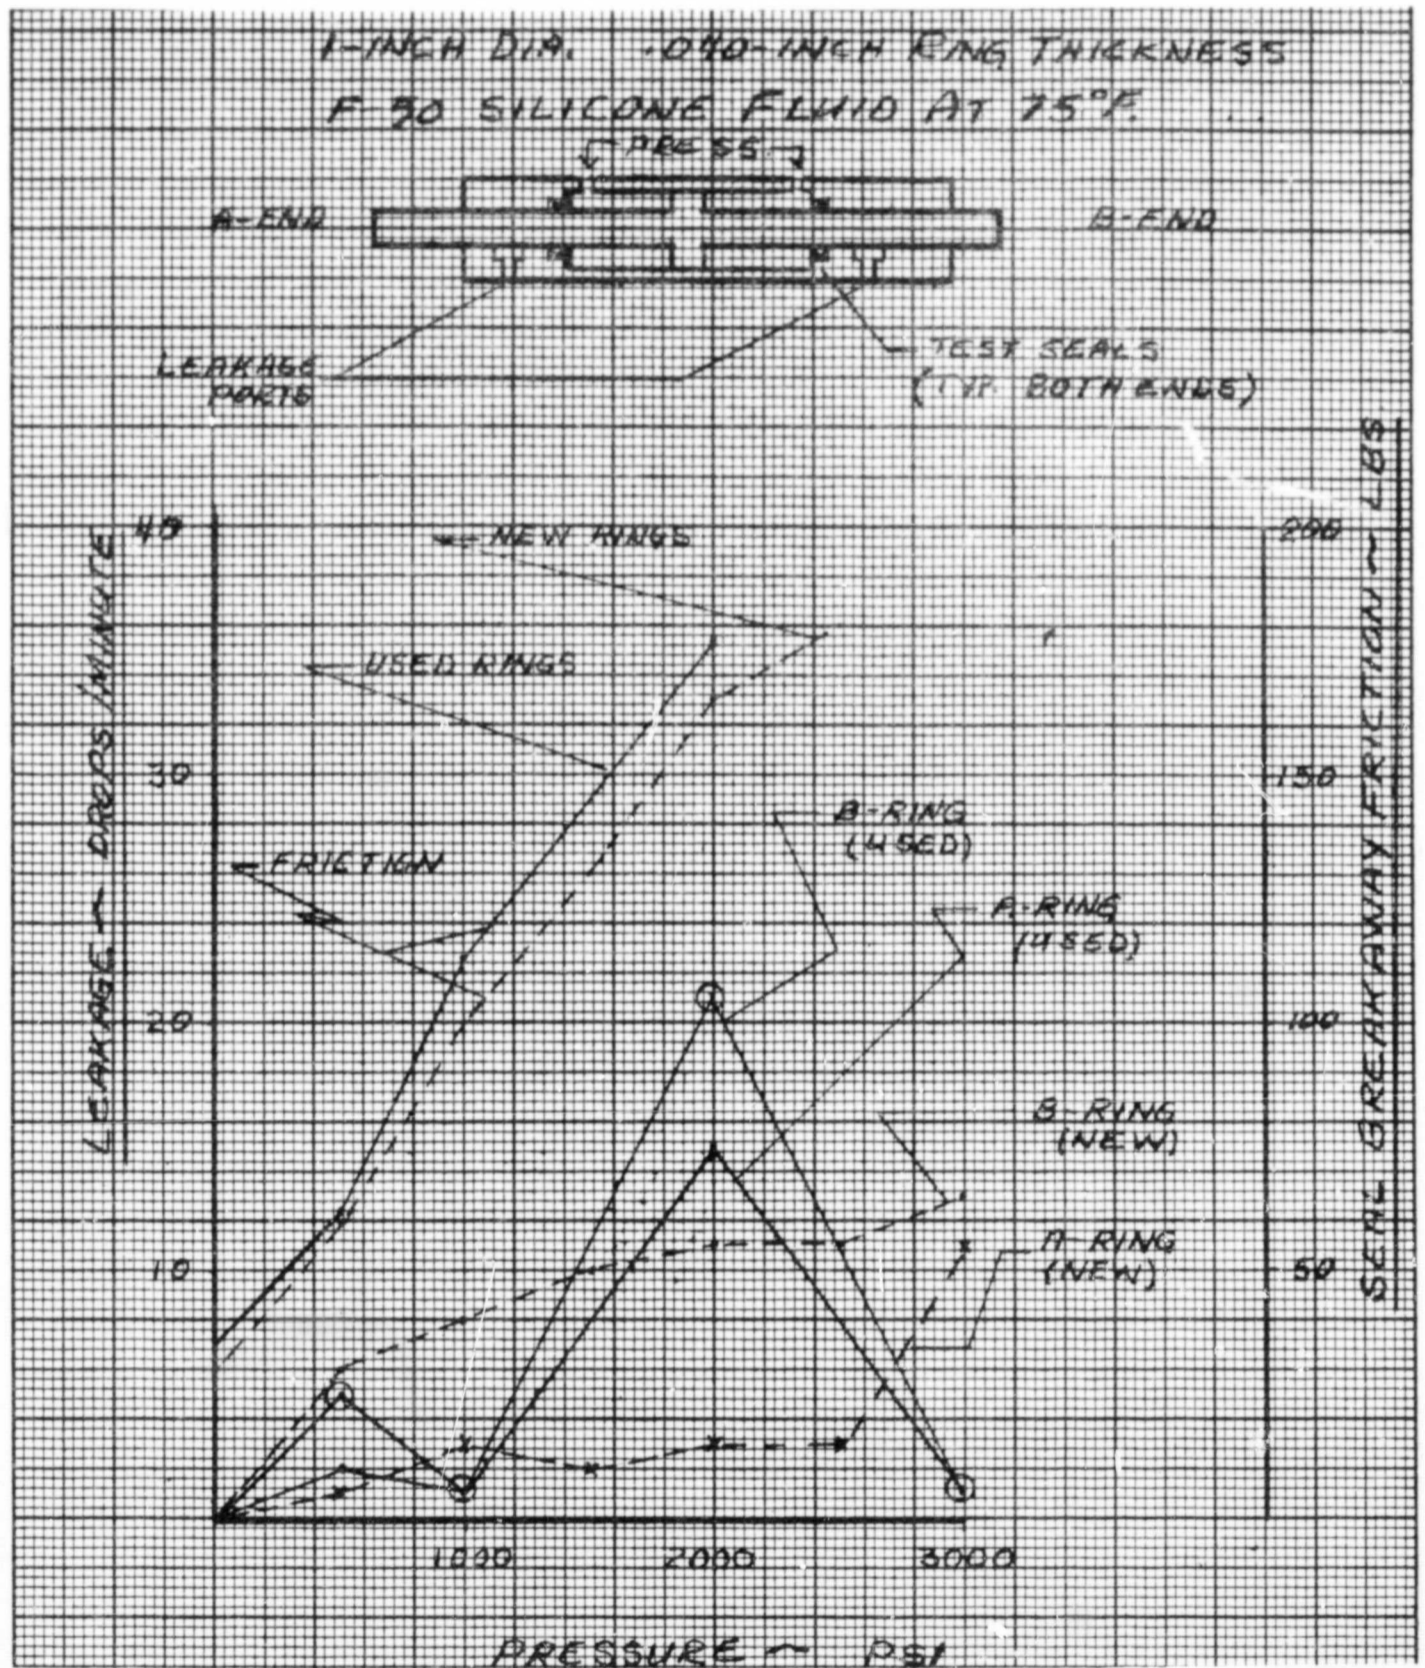 1-INCH DIA. .040-INCH RING THICKNESS
F-50 SILICONE FLUID AT 75°F.
PRESS.
A-END
B-END
LEAKAGE
PORTS
TEST SEALS
(TYP. BOTH ENDS)
LEAKAGE ~ DROPS/MINUTE
SEAL BREAKAWAY FRICTION ~ LBS
40
200
NEW RINGS
USED RINGS
30
150
B-RING
(USED)
FRICTION
A-RING
(USED)
20
100
B-RING
(NEW)
A-RING
(NEW)
10
50
1000 2000 3000
PRESSURE ~ PSI